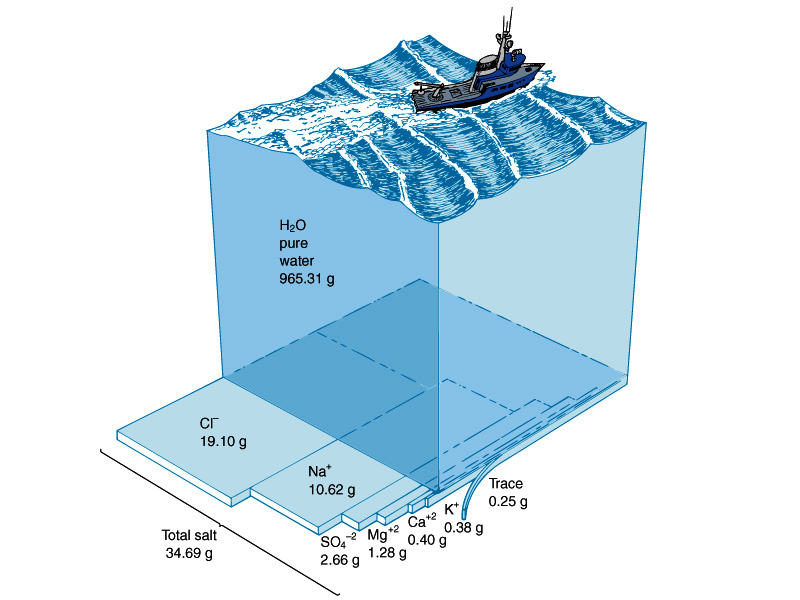 H₂O
pure
water
965.31 g
Cl⁻
19.10 g
Na⁺
10.62 g
Total salt
34.69 g
SO₄⁻²
2.66 g
Mg⁺²
1.28 g
Ca⁺²
0.40 g
K⁺
0.38 g
Trace
0.25 g